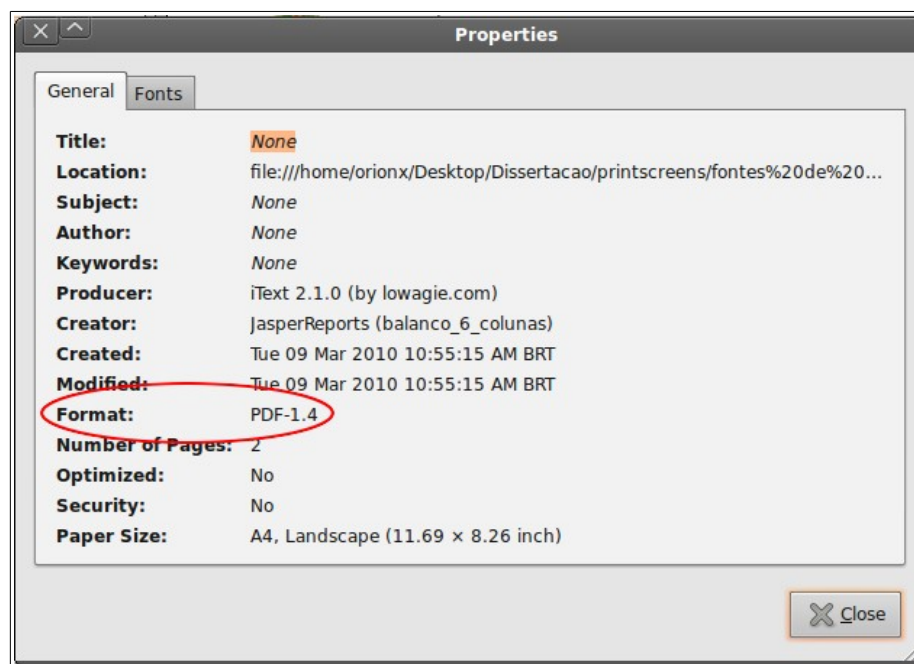 Properties
General Fonts
Title: None
Location: file:///home/orionx/Desktop/Dissertacao/printscreens/fontes%20de%20...
Subject: None
Author: None
Keywords: None
Producer: iText 2.1.0 (by lowagie.com)
Creator: JasperReports (balanco_6_colunas)
Created: Tue 09 Mar 2010 10:55:15 AM BRT
Modified: Tue 09 Mar 2010 10:55:15 AM BRT
Format: PDF-1.4
Number of Pages: 2
Optimized: No
Security: No
Paper Size: A4, Landscape (11.69 × 8.26 inch)
Close